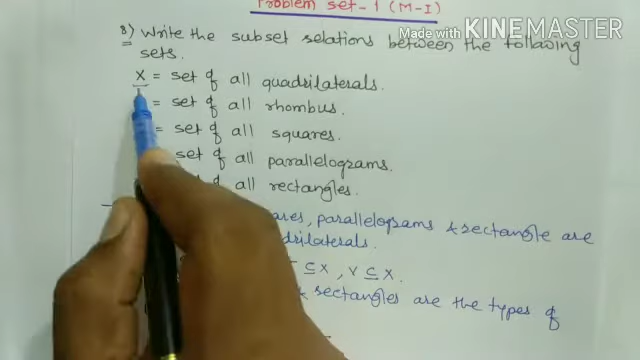 Problem set-1 (M-I)
Made with KINEMASTER
8) Write the subset relations between the following
sets.
X = set of all quadrilaterals.
= set of all rhombus.
= set of all squares.
set of all parallelograms.
set of all rectangles.
ares, parallelograms & rectangle are
drilaterals.
⊆ X, V ⊆ X.
rectangles are the types of